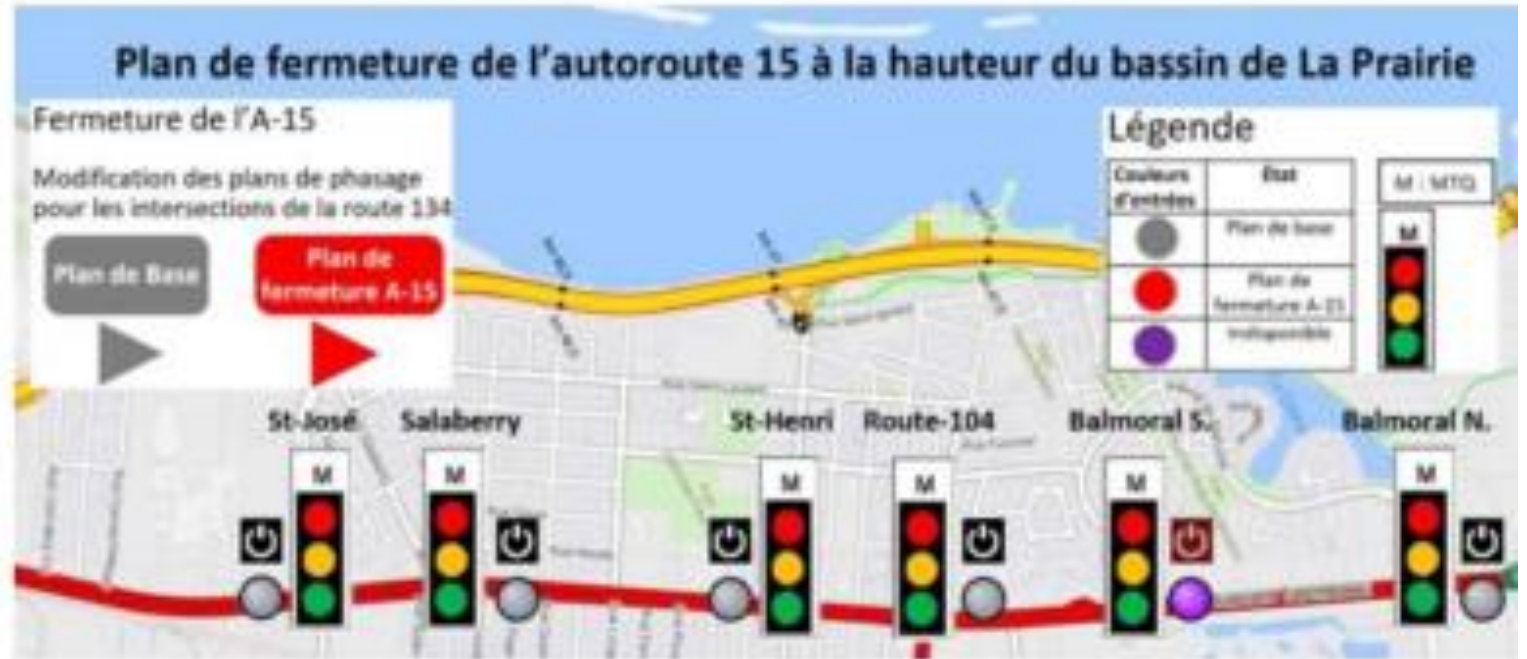 Plan de fermeture de l'autoroute 15 à la hauteur du bassin de La Prairie
Fermeture de l'A-15
Modification des plans de phasage
pour les intersections de la route 134
Plan de Base
Plan de
fermeture A-15
Légende
Couleurs
d'entrées
État
Plan de base
Plan de
fermeture A-15
Indisponible
M : MTQ
M
St-José
Salaberry
St-Henri
Route-104
Balmoral S.
Balmoral N.
M
M
M
M
M
M